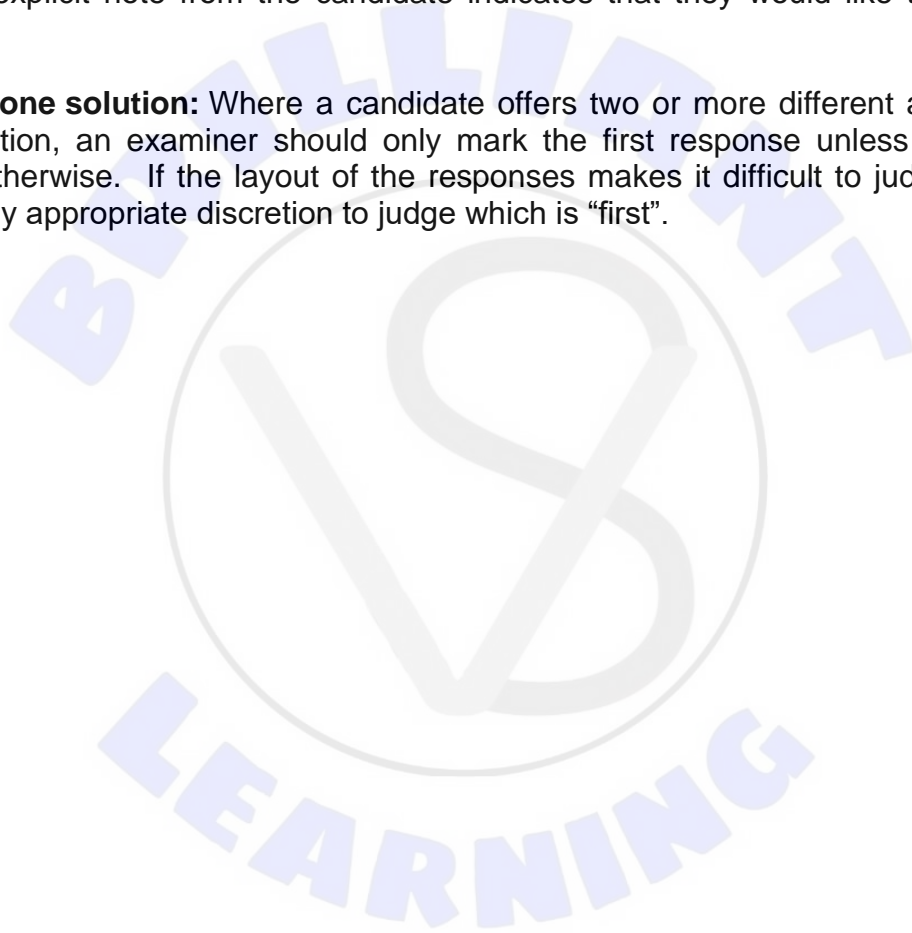 explicit note from the candidate indicates that they would like
one solution: Where a candidate offers two or more different
tion, an examiner should only mark the first response unless
therwise. If the layout of the responses makes it difficult to
y appropriate discretion to judge which is “first”.
BRILLIANT
VS
LEARNING